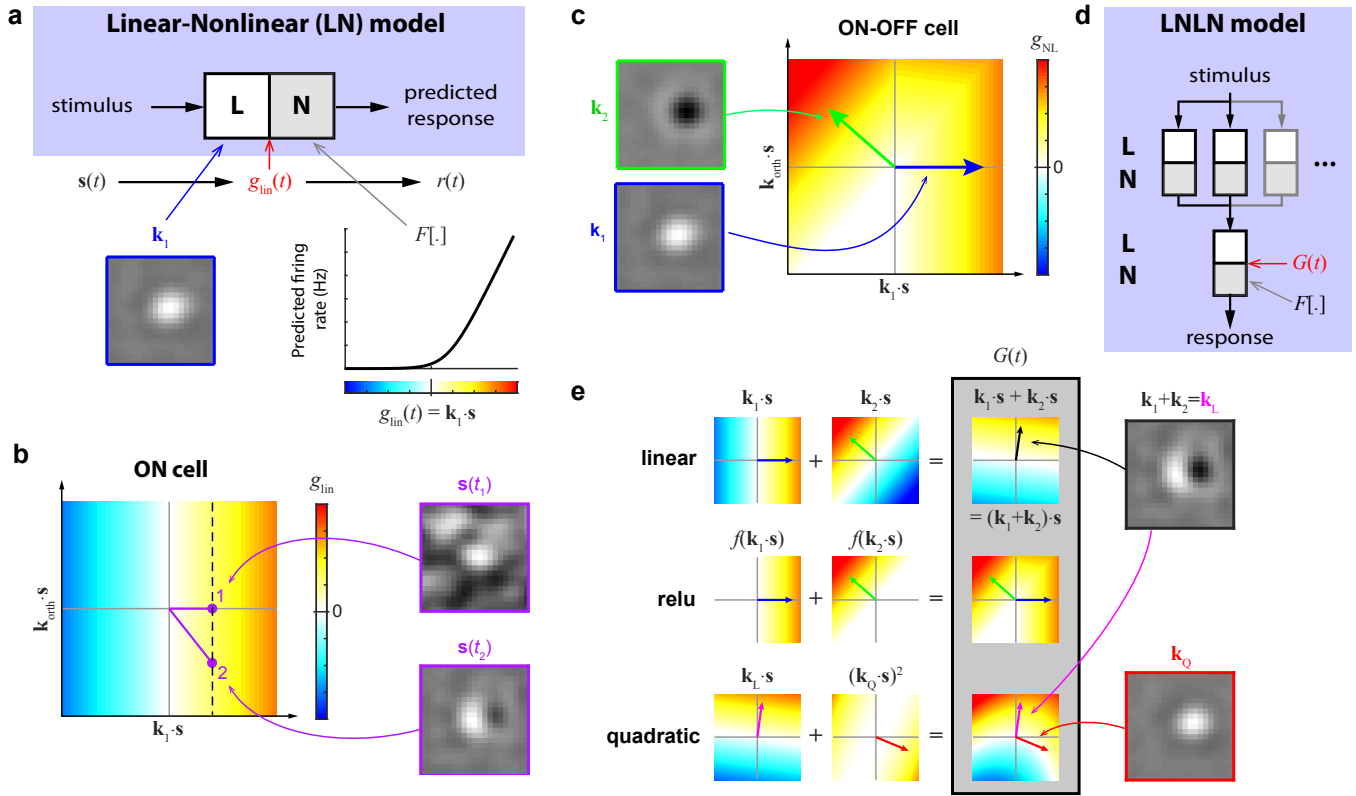 a
Linear-Nonlinear (LN) model
stimulus
L
N
predicted
response
s(t)
g_lin(t)
r(t)
k_1
F[.]
Predicted firing
rate (Hz)
g_lin(t) = k_1·s
b
ON cell
k_orth·s
k_1·s
g_lin
0
1
2
s(t_1)
s(t_2)
c
ON-OFF cell
k_2
k_1
k_orth·s
k_1·s
g_NL
0
d
LNLN model
stimulus
L
N
...
L
N
G(t)
F[.]
response
e
G(t)
k_1·s
k_2·s
k_1·s + k_2·s
k_1+k_2=k_L
linear
+
=
= (k_1+k_2)·s
f(k_1·s)
f(k_2·s)
relu
+
=
k_L·s
(k_Q·s)²
k_Q
quadratic
+
=